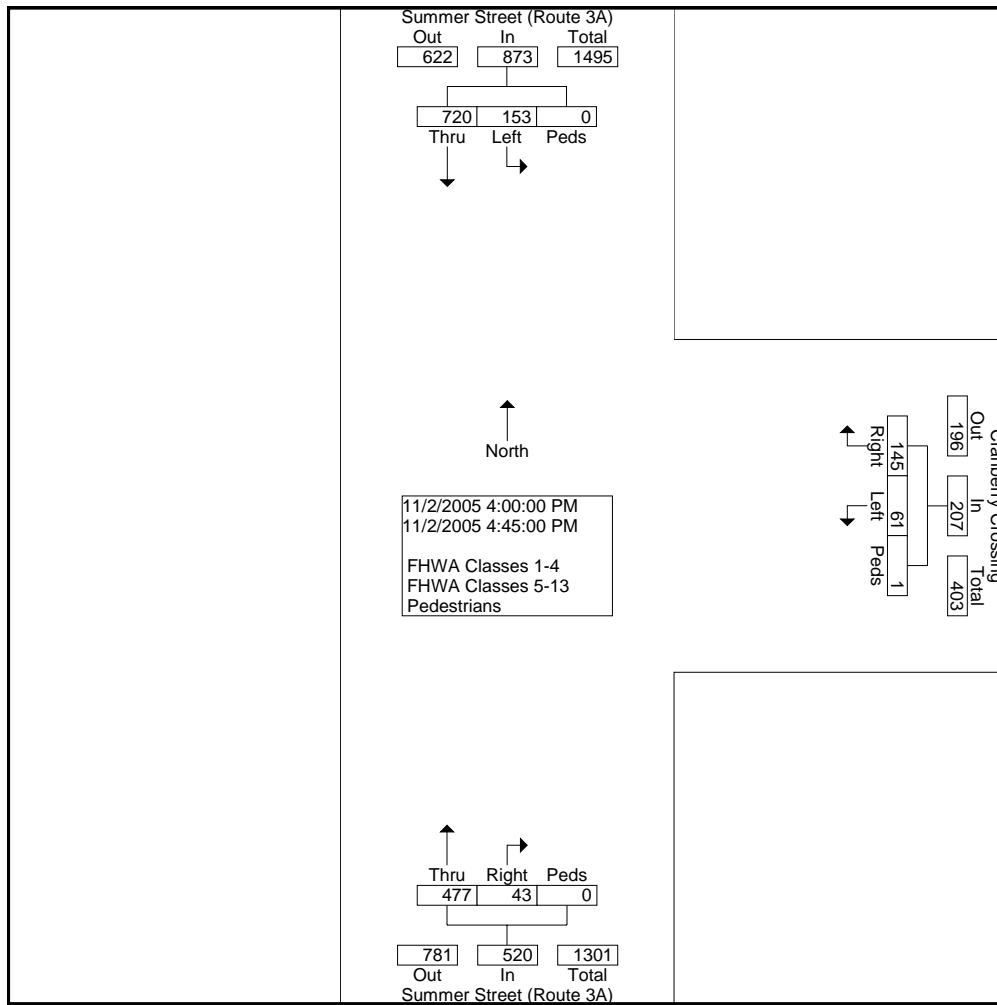 Summer Street (Route 3A)
Out In Total
622 873 1495
720 153 0
Thru Left Peds
North
11/2/2005 4:00:00 PM
11/2/2005 4:45:00 PM
FHWA Classes 1-4
FHWA Classes 5-13
Pedestrians
Cranberry Crossing
Out In Total
196 207 403
145 61 1
Right Left Peds
Thru Right Peds
477 43 0
781 520 1301
Out In Total
Summer Street (Route 3A)